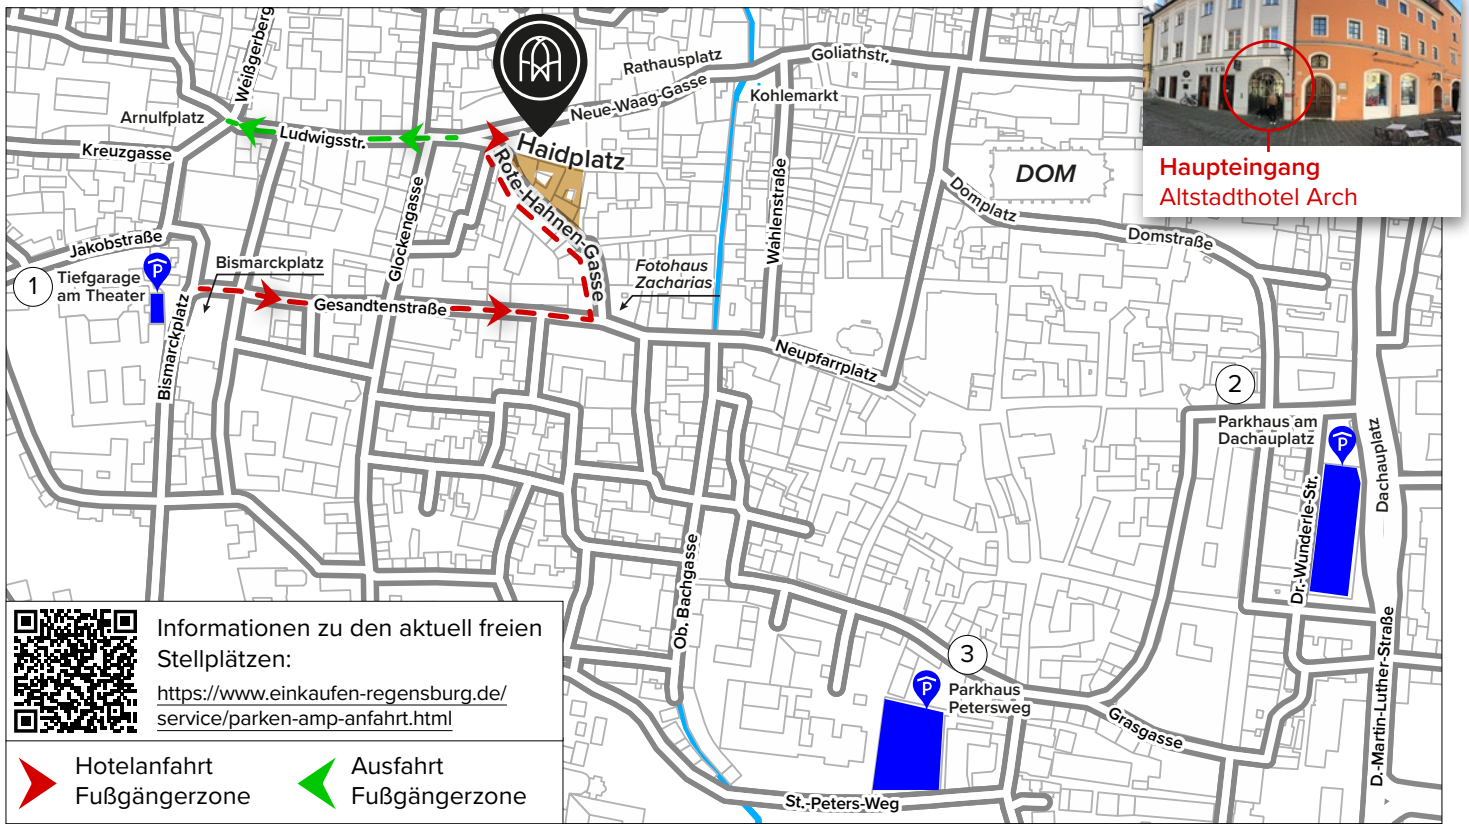 Weißgerberg
Arnulfplatz
Kreuzgasse
Ludwigsstr.
Haidplatz
Neue-Waag-Gasse
Rathausplatz
Goliathstr.
Kohlemarkt
DOM
Haupteingang
Altstadthotel Arch
Domplatz
Domstraße
Wahlenstraße
Rote-Hahnen-Gasse
Glockengasse
Jakobstraße
Bismarckplatz
1
Tiefgarage
am Theater
P
Bismarckplatz
Gesandtenstraße
Fotohaus
Zacharias
Neupfarrplatz
2
Parkhaus am
Dachauplatz
P
Dachauplatz
Dr.-Wunderle-Str.
D.-Martin-Luther-Straße
Ob. Bachgasse
3
P
Parkhaus
Petersweg
Grasgasse
St.-Peters-Weg
Informationen zu den aktuell freien
Stellplätzen:
https://www.einkaufen-regensburg.de/
service/parken-amp-anfahrt.html
Hotelanfahrt
Fußgängerzone
Ausfahrt
Fußgängerzone